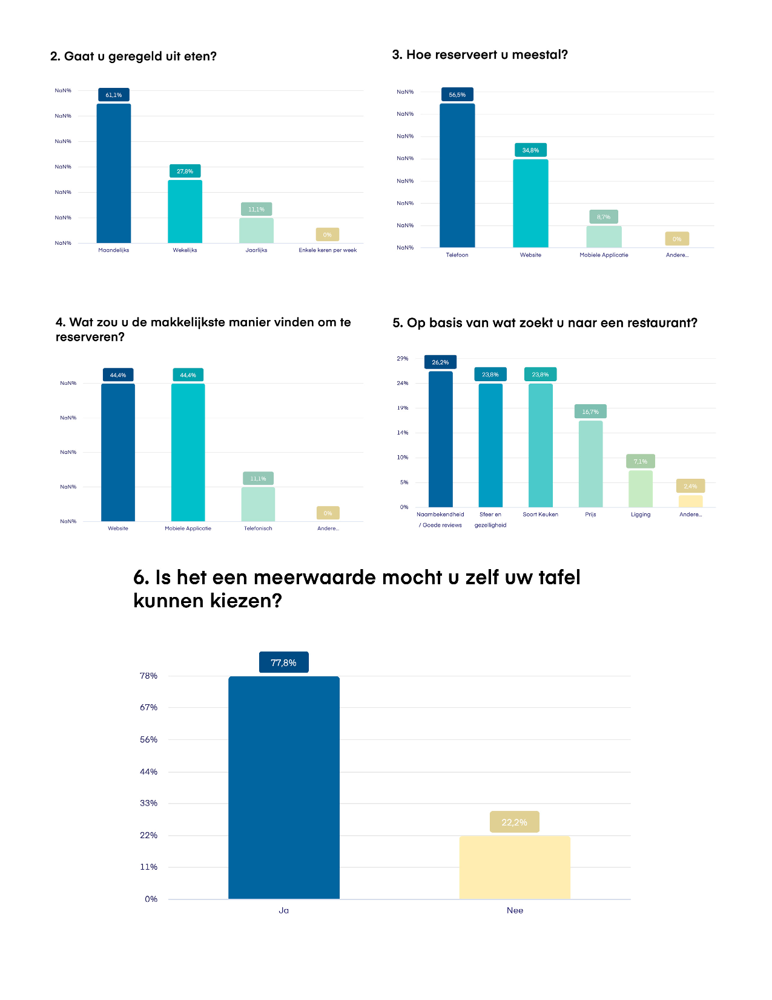 2. Gaat u geregeld uit eten?
NaN%
NaN%
NaN%
NaN%
NaN%
NaN%
NaN%
61,1%
27,8%
11,1%
0%
Maandelijks
Wekelijks
Jaarlijks
Enkele keren per week
3. Hoe reserveert u meestal?
NaN%
NaN%
NaN%
NaN%
NaN%
NaN%
NaN%
NaN%
56,5%
34,8%
8,7%
0%
Telefoon
Website
Mobiele Applicatie
Andere...
4. Wat zou u de makkelijkste manier vinden om te
reserveren?
NaN%
NaN%
NaN%
NaN%
NaN%
44,4%
44,4%
11,1%
0%
Website
Mobiele Applicatie
Telefonisch
Andere...
5. Op basis van wat zoekt u naar een restaurant?
29%
24%
19%
14%
10%
5%
0%
26,2%
23,8%
23,8%
16,7%
7,1%
2,4%
Naambekendheid
/ Goede reviews
Sfeer en
gezelligheid
Soort Keuken
Prijs
Ligging
Andere...
6. Is het een meerwaarde mocht u zelf uw tafel
kunnen kiezen?
78%
67%
56%
44%
33%
22%
11%
0%
77,8%
22,2%
Ja
Nee